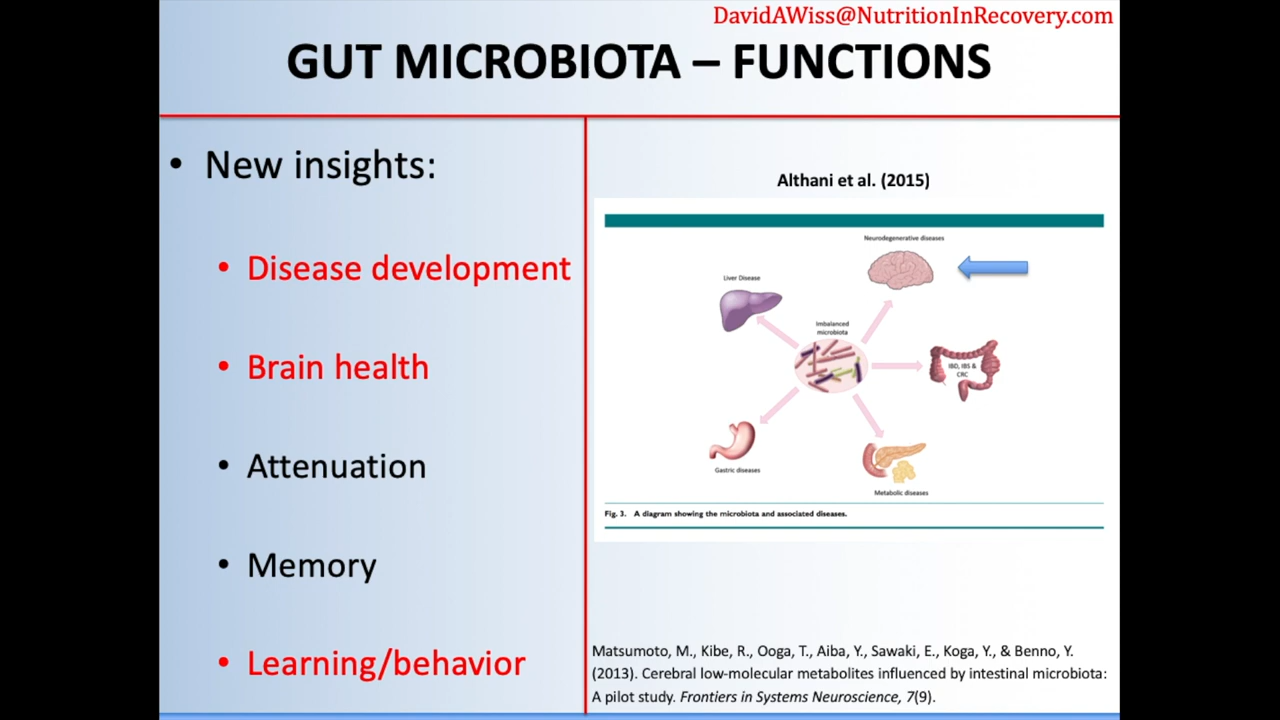 DavidAWiss@NutritionInRecovery.com
GUT MICROBIOTA – FUNCTIONS
• New insights:
• Disease development
• Brain health
• Attenuation
• Memory
• Learning/behavior
Althani et al. (2015)
Neurodegenerative diseases
Liver Disease
Imbalanced
microbiota
IBD, IBS &
CRC
Gastric diseases
Metabolic diseases
Fig. 3. A diagram showing the microbiota and associated diseases.
Matsumoto, M., Kibe, R., Ooga, T., Aiba, Y., Sawaki, E., Koga, Y., & Benno, Y.
(2013). Cerebral low-molecular metabolites influenced by intestinal microbiota:
A pilot study. Frontiers in Systems Neuroscience, 7(9).